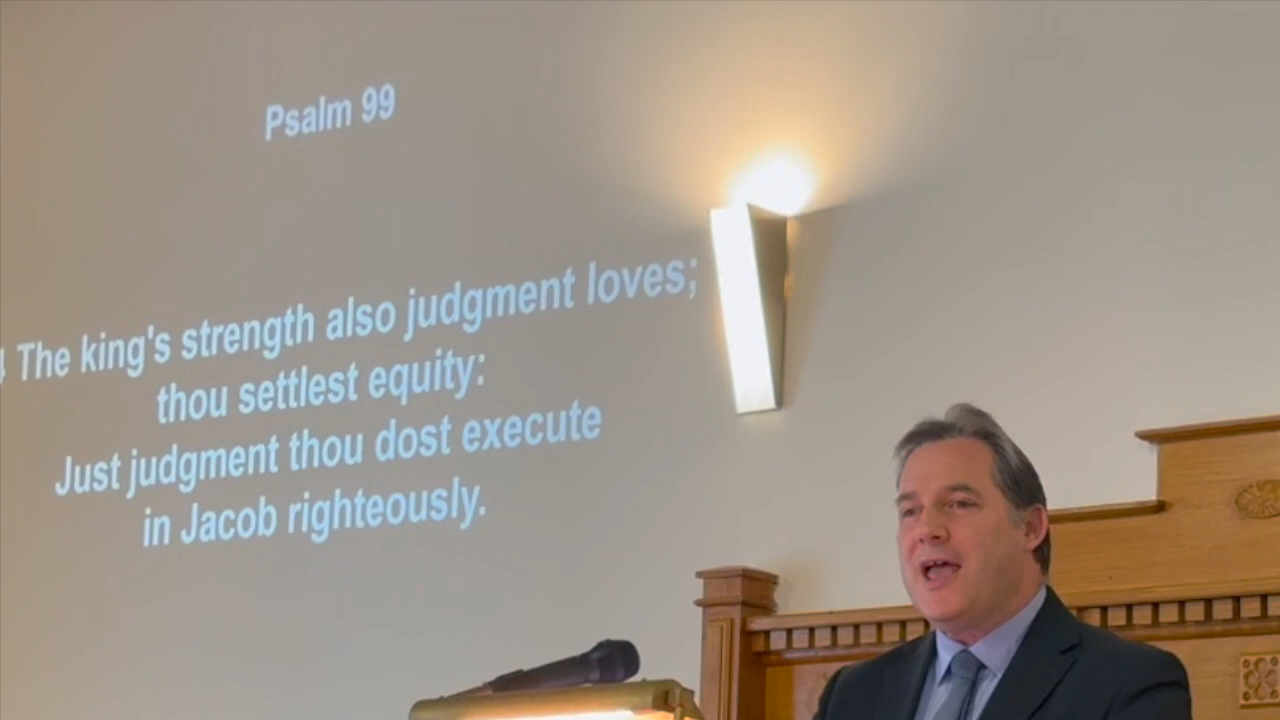 Psalm 99
4 The king's strength also judgment loves;
thou settlest equity:
Just judgment thou dost execute
in Jacob righteously.